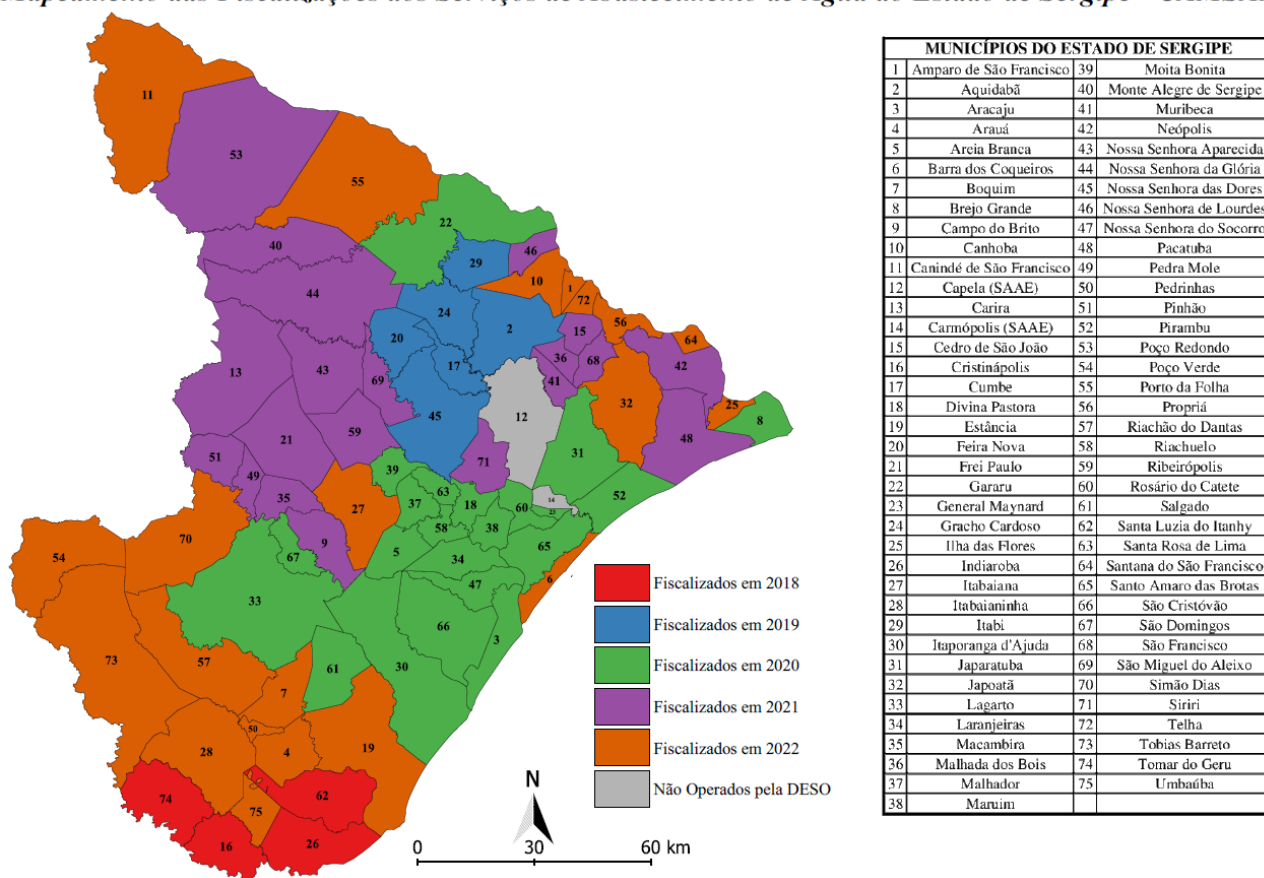 Mapeamento das Fiscalizações dos Serviços de Abastecimento de Água do Estado de Sergipe
11
53
55
22
40
46
29
10
1
72
44
24
2
56
15
64
20
36
68
42
17
13
43
69
41
32
25
12
8
45
59
21
48
31
51
71
39
49
63
35
37
18
60
14
52
27
23
58
38
70
9
65
67
5
34
54
6
47
33
66
3
73
57
61
30
7
50
28
4
19
74
62
75
16
26
Fiscalizados em 2018
Fiscalizados em 2019
Fiscalizados em 2020
Fiscalizados em 2021
Fiscalizados em 2022
Não Operados pela DESO
N
0 30 60 km
MUNICÍPIOS DO ESTADO DE SERGIPE
1 Amparo de São Francisco 39 Moita Bonita
2 Aquidabã 40 Monte Alegre de Sergipe
3 Aracaju 41 Muribeca
4 Arauá 42 Neópolis
5 Areia Branca 43 Nossa Senhora Aparecida
6 Barra dos Coqueiros 44 Nossa Senhora da Glória
7 Boquim 45 Nossa Senhora das Dores
8 Brejo Grande 46 Nossa Senhora de Lourdes
9 Campo do Brito 47 Nossa Senhora do Socorro
10 Canhoba 48 Pacatuba
11 Canindé de São Francisco 49 Pedra Mole
12 Capela (SAAE) 50 Pedrinhas
13 Carira 51 Pinhão
14 Carmópolis (SAAE) 52 Pirambu
15 Cedro de São João 53 Poço Redondo
16 Cristinápolis 54 Poço Verde
17 Cumbe 55 Porto da Folha
18 Divina Pastora 56 Propriá
19 Estância 57 Riachão do Dantas
20 Feira Nova 58 Riachuelo
21 Frei Paulo 59 Ribeirópolis
22 Gararu 60 Rosário do Catete
23 General Maynard 61 Salgado
24 Gracho Cardoso 62 Santa Luzia do Itanhy
25 Ilha das Flores 63 Santa Rosa de Lima
26 Indiaroba 64 Santana do São Francisco
27 Itabaiana 65 Santo Amaro das Brotas
28 Itabaianinha 66 São Cristóvão
29 Itabi 67 São Domingos
30 Itaporanga d'Ajuda 68 São Francisco
31 Japaratuba 69 São Miguel do Aleixo
32 Japoatã 70 Simão Dias
33 Lagarto 71 Siriri
34 Laranjeiras 72 Telha
35 Macambira 73 Tobias Barreto
36 Malhada dos Bois 74 Tomar do Geru
37 Malhador 75 Umbaúba
38 Maruim